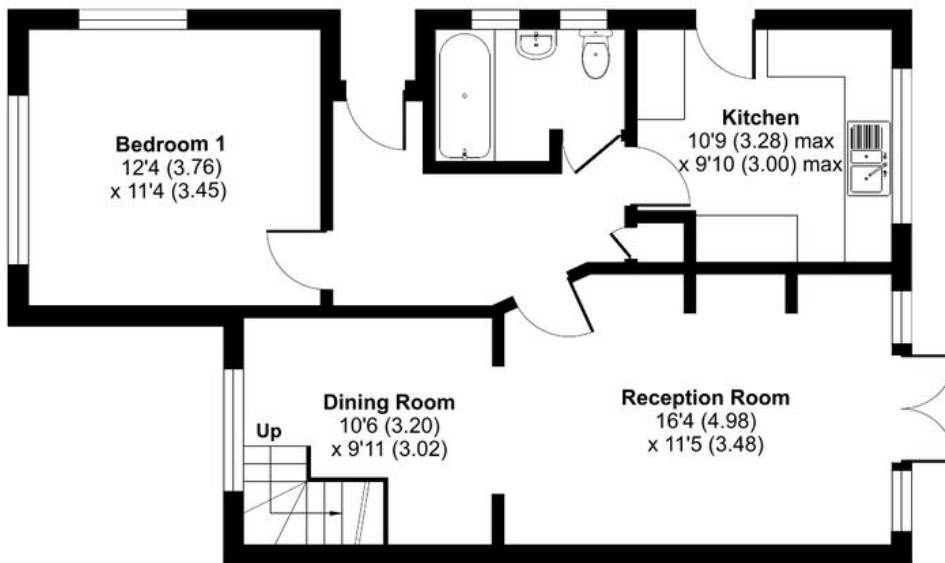 Bedroom 1
12'4 (3.76)
x 11'4 (3.45)
Kitchen
10'9 (3.28) max
x 9'10 (3.00) max
Dining Room
10'6 (3.20)
x 9'11 (3.02)
Up
Reception Room
16'4 (4.98)
x 11'5 (3.48)